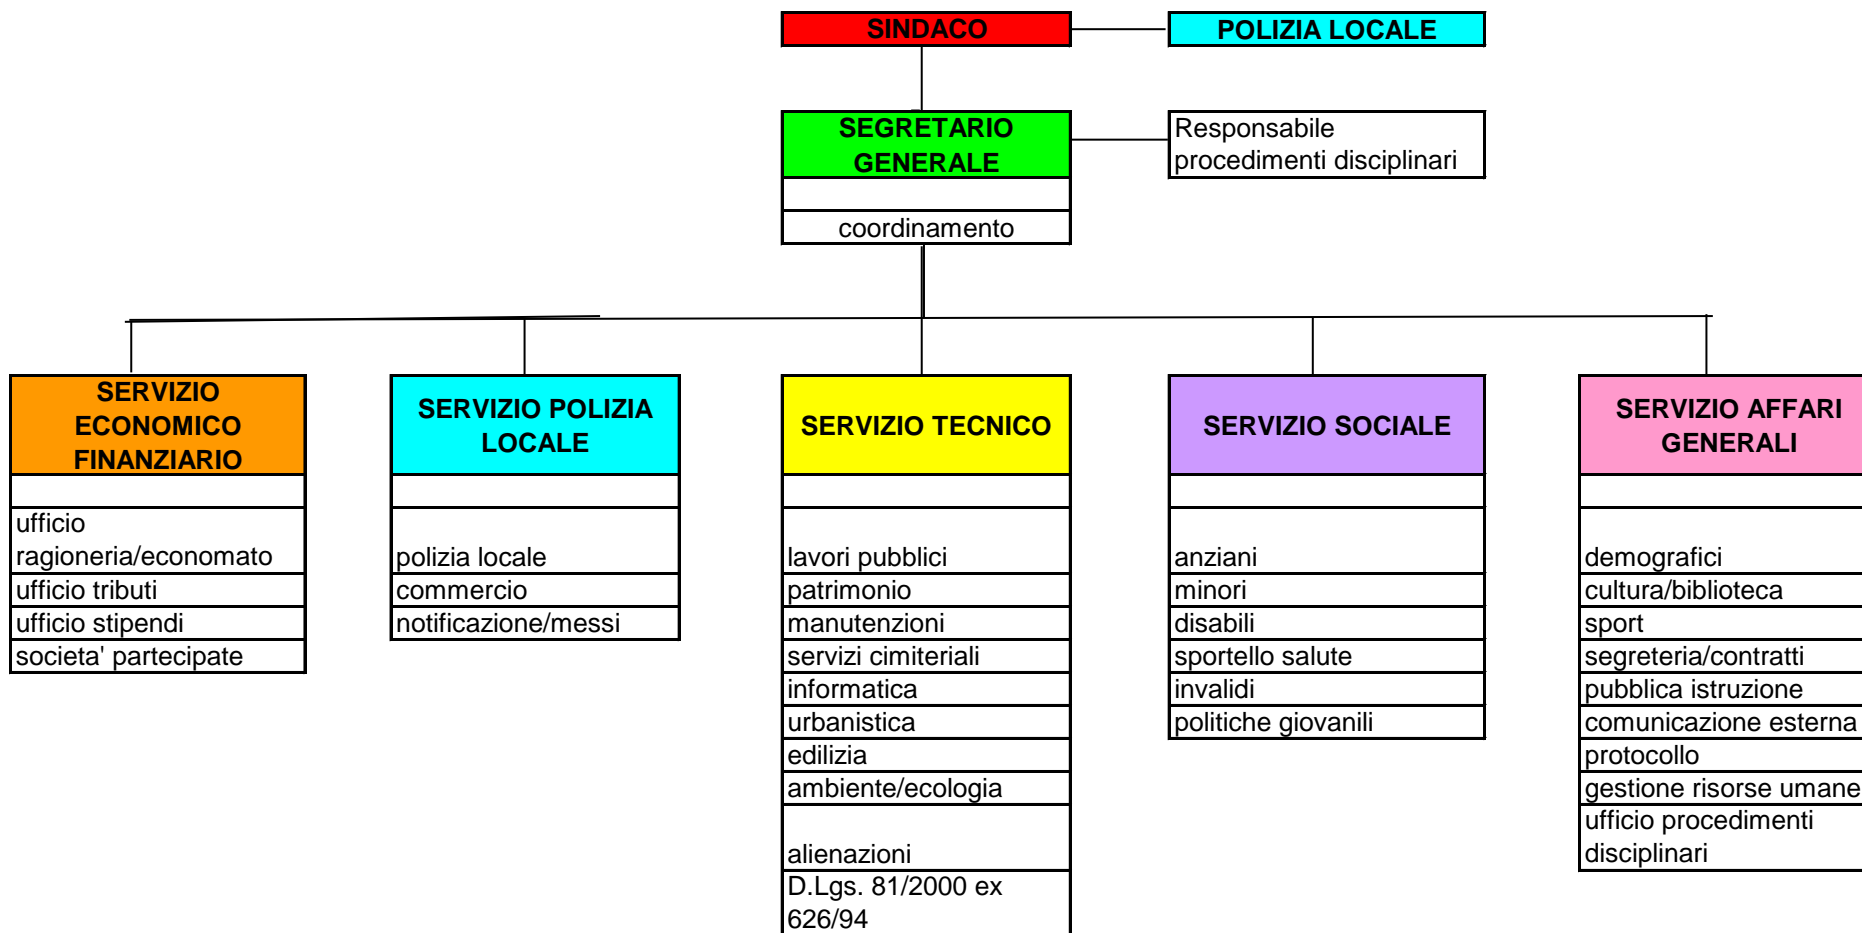 SINDACO
POLIZIA LOCALE
SEGRETARIO
GENERALE
Responsabile
procedimenti disciplinari
coordinamento
SERVIZIO
ECONOMICO
FINANZIARIO
ufficio
ragioneria/economato
ufficio tributi
ufficio stipendi
societa' partecipate
SERVIZIO POLIZIA
LOCALE
polizia locale
commercio
notificazione/messi
SERVIZIO TECNICO
lavori pubblici
patrimonio
manutenzioni
servizi cimiteriali
informatica
urbanistica
edilizia
ambiente/ecologia
alienazioni
D.Lgs. 81/2000 ex
626/94
SERVIZIO SOCIALE
anziani
minori
disabili
sportello salute
invalidi
politiche giovanili
SERVIZIO AFFARI
GENERALI
demografici
cultura/biblioteca
sport
segreteria/contratti
pubblica istruzione
comunicazione esterna
protocollo
gestione risorse umane
ufficio procedimenti
disciplinari